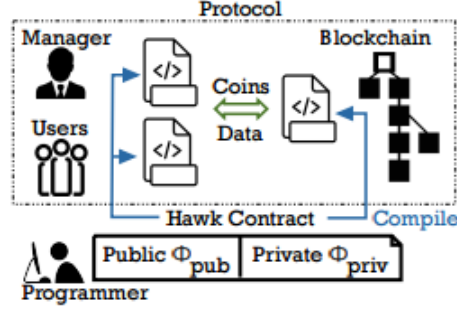 Protocol
Manager
Blockchain
</>
Coins
</>
Users
Data
</>
Hawk Contract
Compile
Public Φpub
Private Φpriv
Programmer